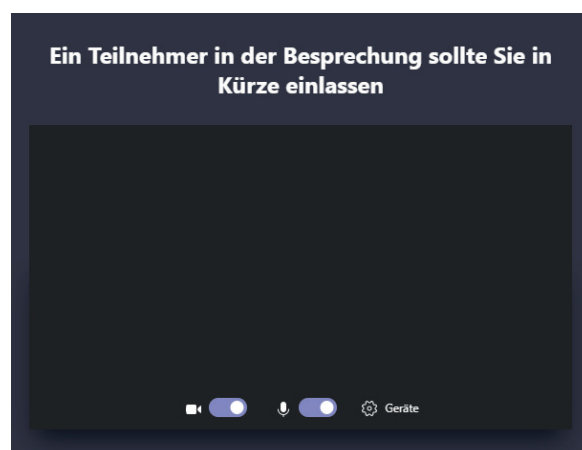 Ein Teilnehmer in der Besprechung sollte Sie in
Kürze einlassen
Geräte